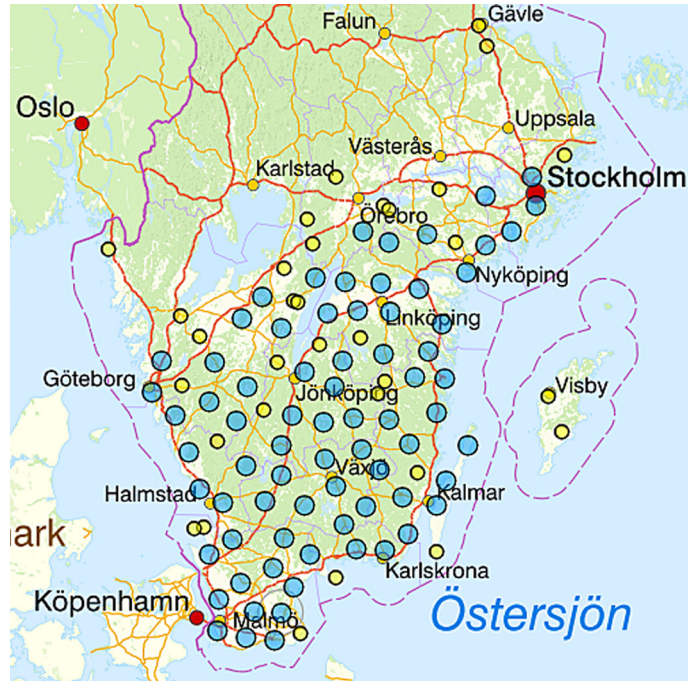 Falun
Gävle
Oslo
Uppsala
Västerås
Karlstad
Stockholm
Örebro
Nyköping
Linköping
Göteborg
Jönköping
Visby
Växjö
Halmstad
Kalmar
ark
Karlskrona
Köpenhamn
Malmö
Östersjön